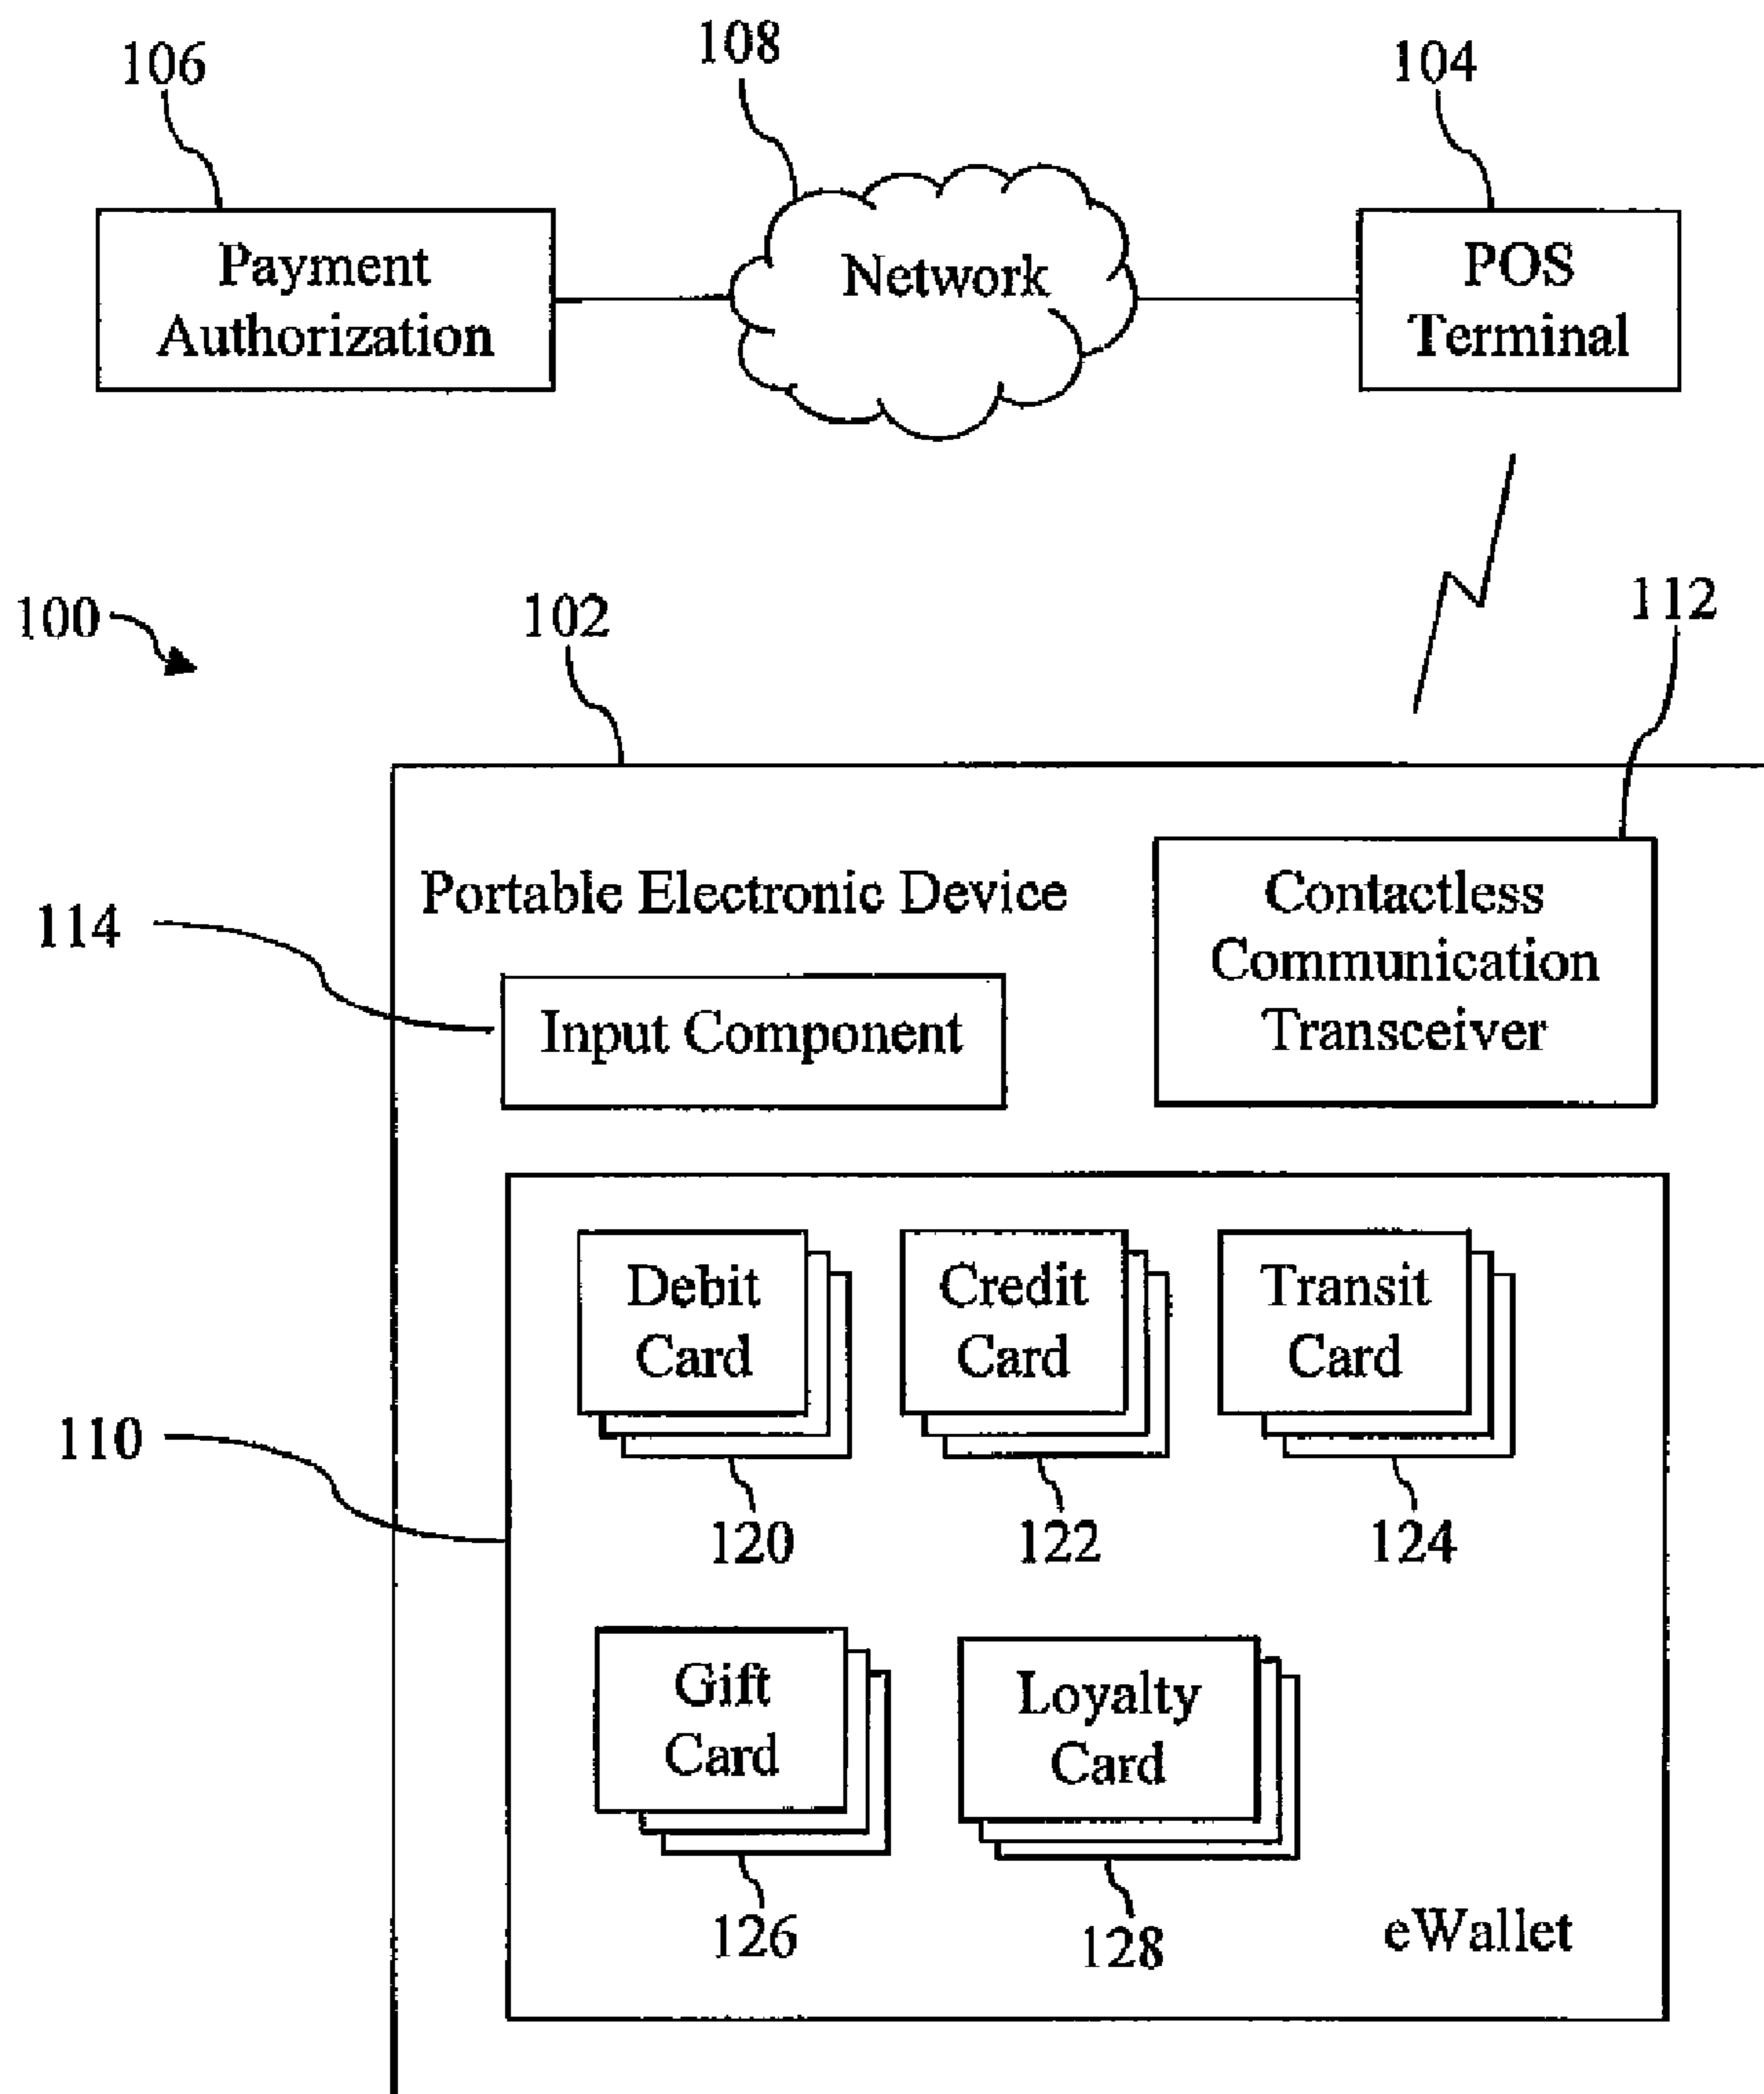 106
108
104
Payment
Authorization
Network
POS
Terminal
100
102
112
Portable Electronic Device
Contactless
Communication
Transceiver
114
Input Component
Debit
Card
Credit
Card
Transit
Card
110
120
122
124
Gift
Card
Loyalty
Card
126
128
eWallet